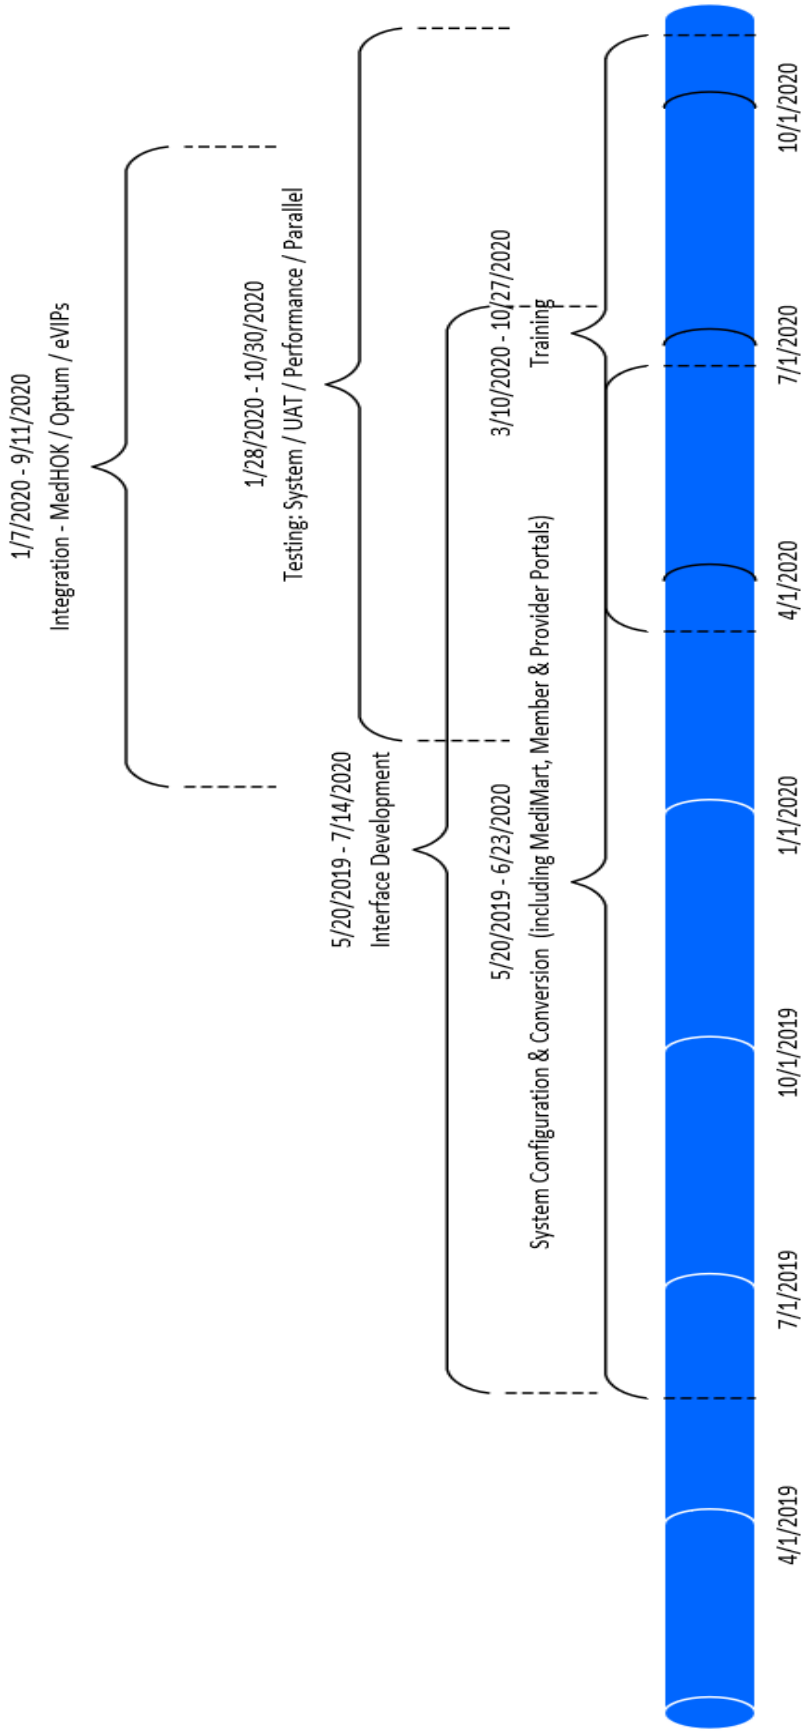 1/7/2020 - 9/11/2020
Integration - MedHOK / Optum / eVIPs
1/28/2020 - 10/30/2020
Testing: System / UAT / Performance / Parallel
5/20/2019 - 7/14/2020
Interface Development
5/20/2019 - 6/23/2020
System Configuration & Conversion (including MediMart, Member & Provider Portals)
3/10/2020 - 10/27/2020
Training
4/1/2019
7/1/2019
10/1/2019
1/1/2020
4/1/2020
7/1/2020
10/1/2020